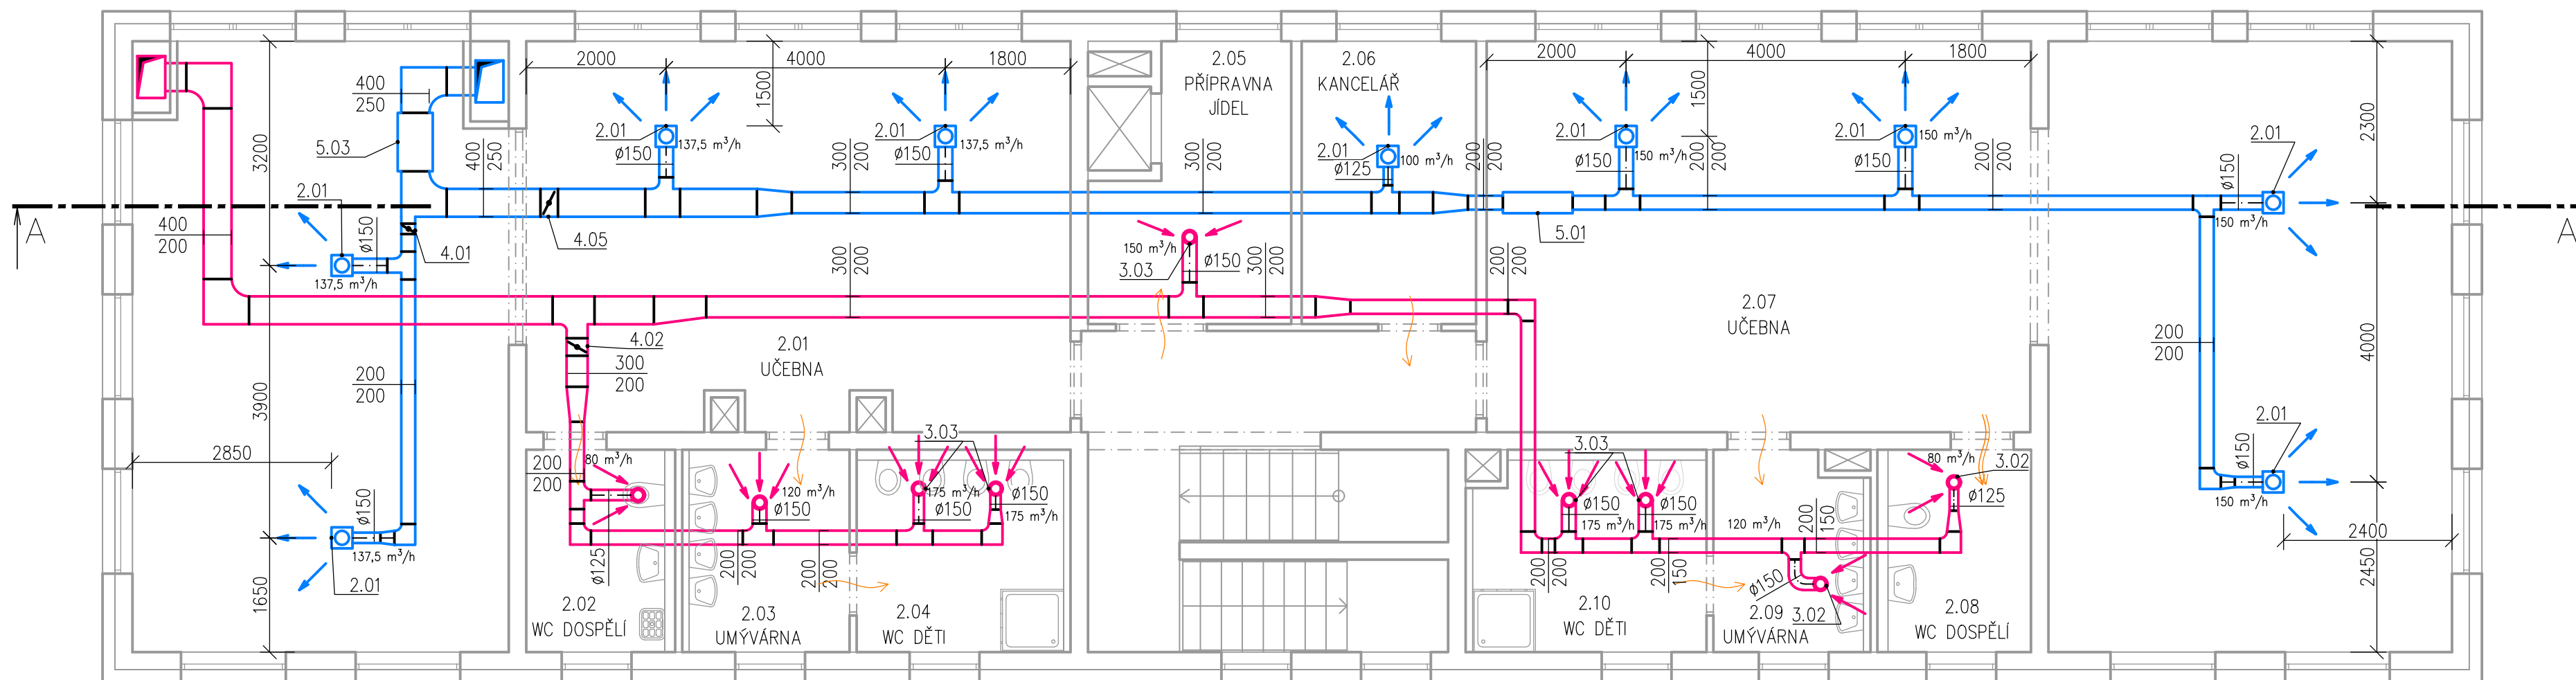 2000
4000
1800
1500
2.05
PŘÍPRAVNA
JÍDEL
2.06
KANCELÁŘ
2000
4000
1800
1500
2300
400
250
5.03
3200
400
250
2.01
137,5 m³/h
ø150
2.01
137,5 m³/h
ø150
300
200
300
200
2.01
100 m³/h
ø125
200
200
2.01
150 m³/h
ø150
200
200
2.01
150 m³/h
ø150
200
200
2.01
ø150
150 m³/h
A
A
400
200
2.01
ø150
137,5 m³/h
4.01
4.05
300
200
150 m³/h
3.03
ø150
300
200
5.01
200
200
2.07
UČEBNA
4.02
300
200
2.01
UČEBNA
200
200
3900
200
200
4000
2850
2.01
ø150
150 m³/h
2400
2450
ø150
137,5 m³/h
2.01
1650
200
200
80 m³/h
ø125
120 m³/h
ø150
3.03
175 m³/h
ø150
ø150
175 m³/h
200
200
200
200
2.02
WC DOSPĚLÍ
2.03
UMÝVÁRNA
2.04
WC DĚTI
3.03
ø150
175 m³/h
ø150
175 m³/h
120 m³/h
200
150
80 m³/h
3.02
ø125
200
200
200
150
ø150
3.02
2.10
WC DĚTI
2.09
UMÝVÁRNA
2.08
WC DOSPĚLÍ